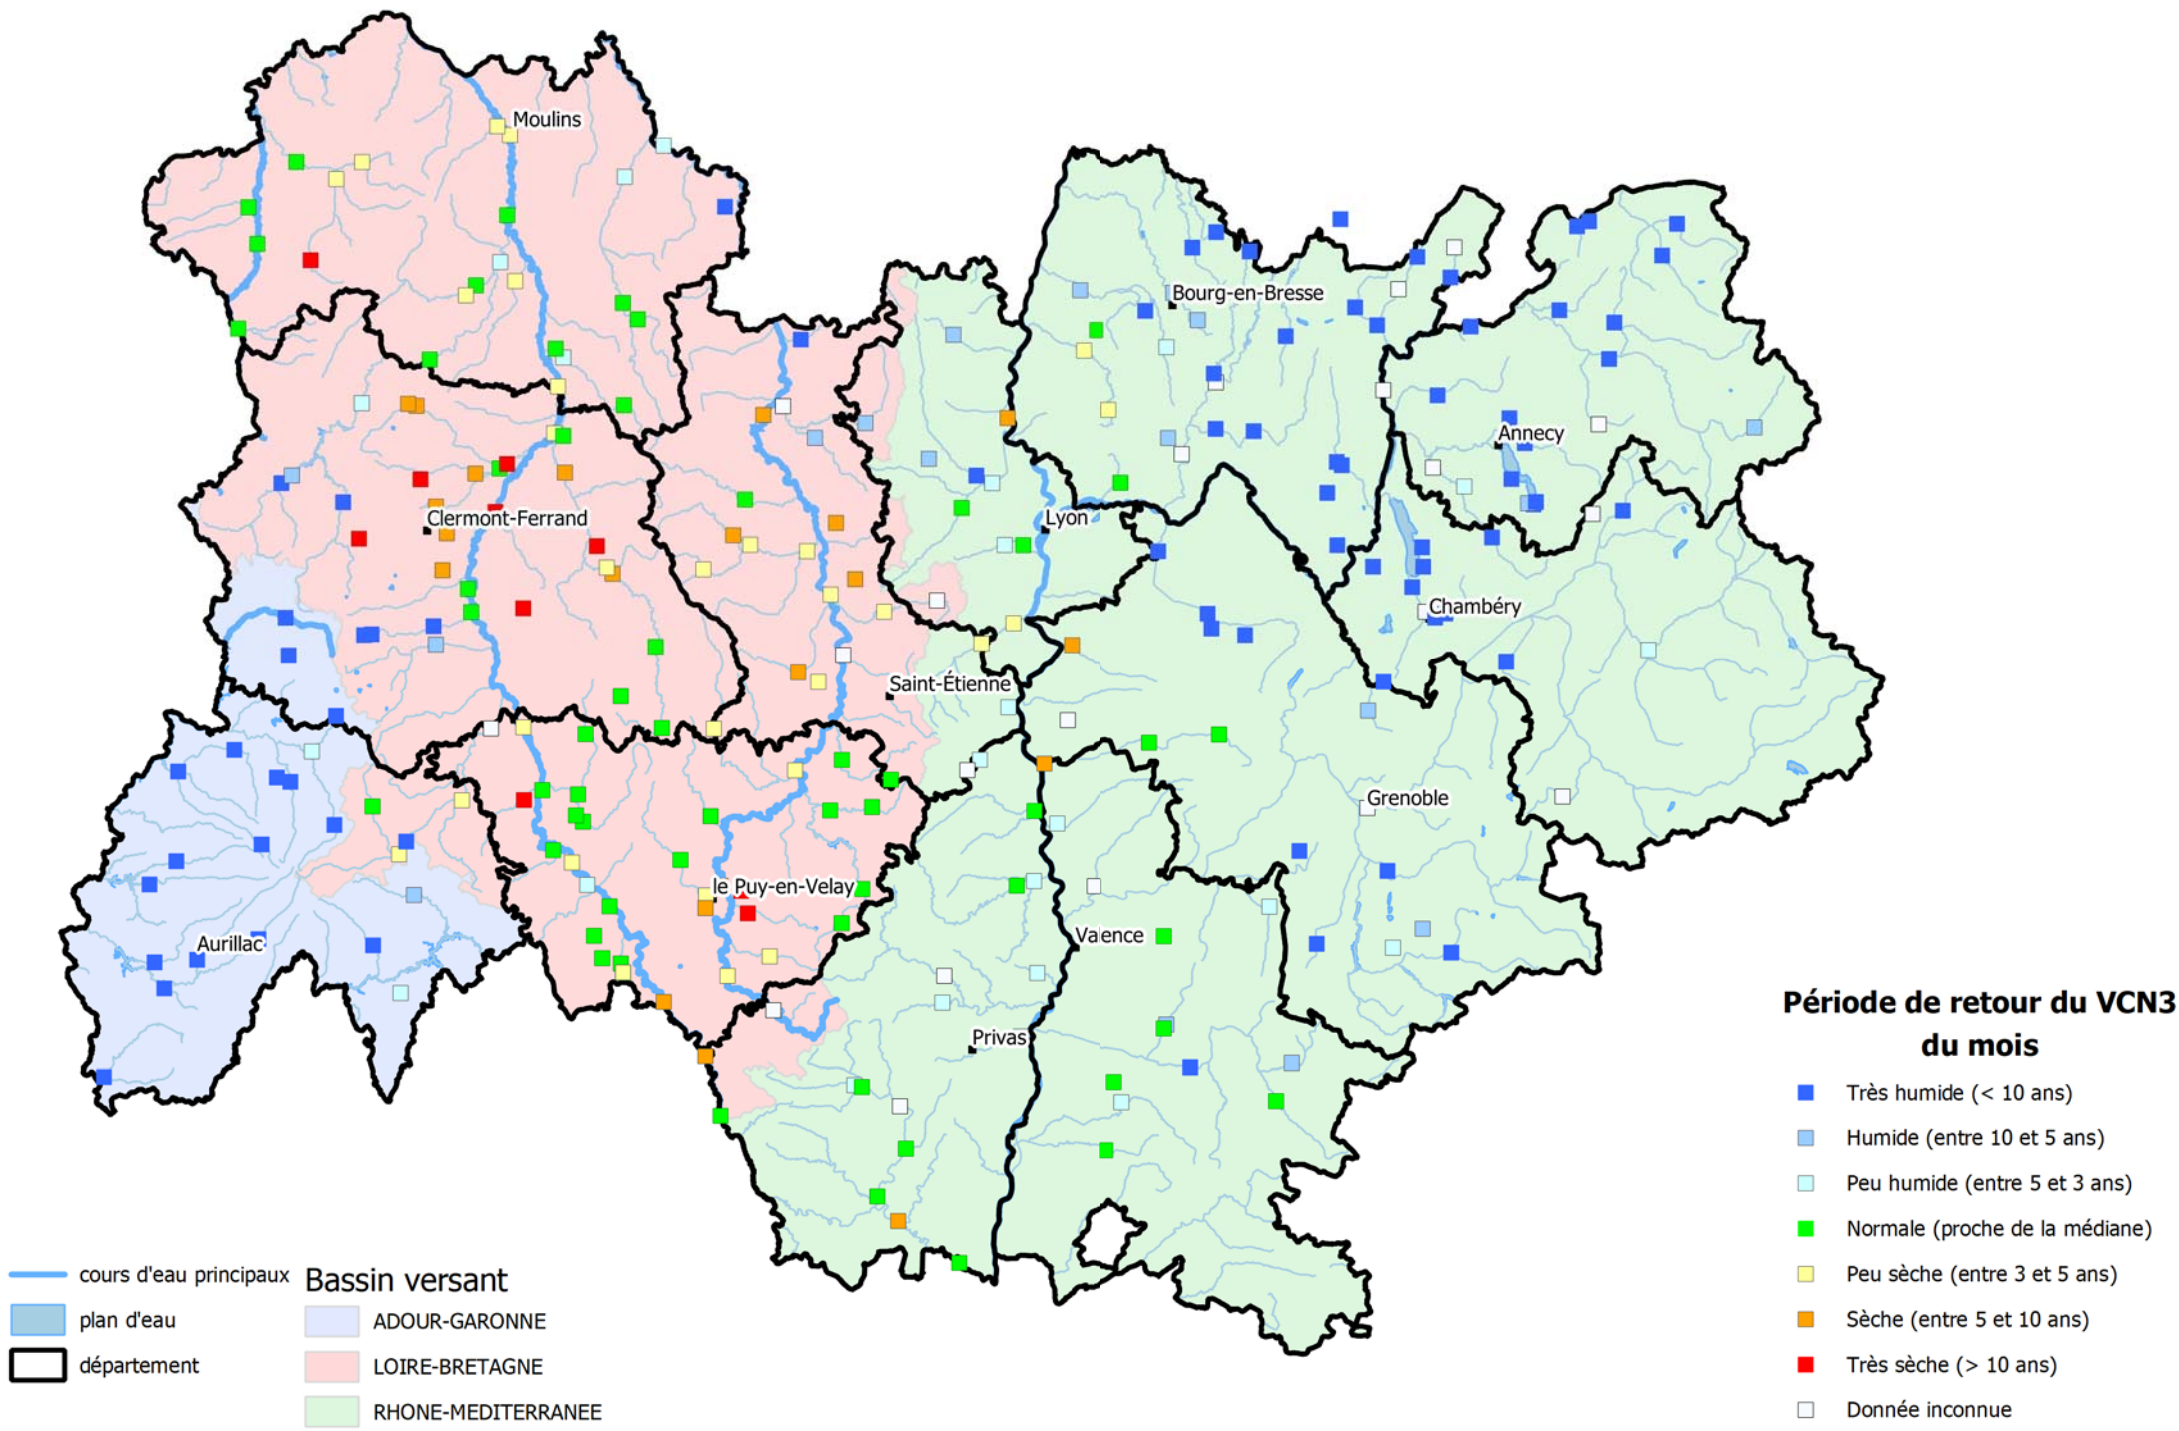 Moulins
Bourg-en-Bresse
Annecy
Clermont-Ferrand
Lyon
Chambéry
Saint-Étienne
Grenoble
le Puy-en-Velay
Aurillac
Valence
Privas
Période de retour du VCN3
du mois
Très humide (< 10 ans)
Humide (entre 10 et 5 ans)
Peu humide (entre 5 et 3 ans)
Normale (proche de la médiane)
Peu sèche (entre 3 et 5 ans)
Sèche (entre 5 et 10 ans)
Très sèche (> 10 ans)
Donnée inconnue
cours d'eau principaux
plan d'eau
département
Bassin versant
ADOUR-GARONNE
LOIRE-BRETAGNE
RHONE-MEDITERRANEE